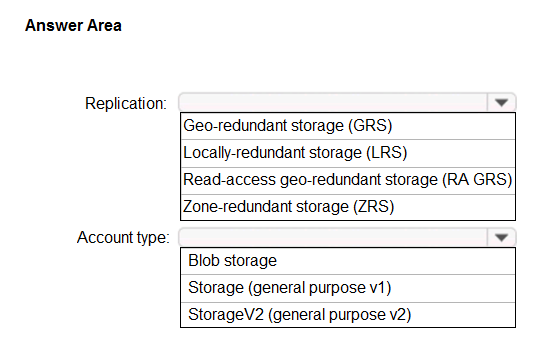 Answer Area
Replication:
Geo-redundant storage (GRS)
Locally-redundant storage (LRS)
Read-access geo-redundant storage (RA GRS)
Zone-redundant storage (ZRS)
Account type:
Blob storage
Storage (general purpose v1)
StorageV2 (general purpose v2)